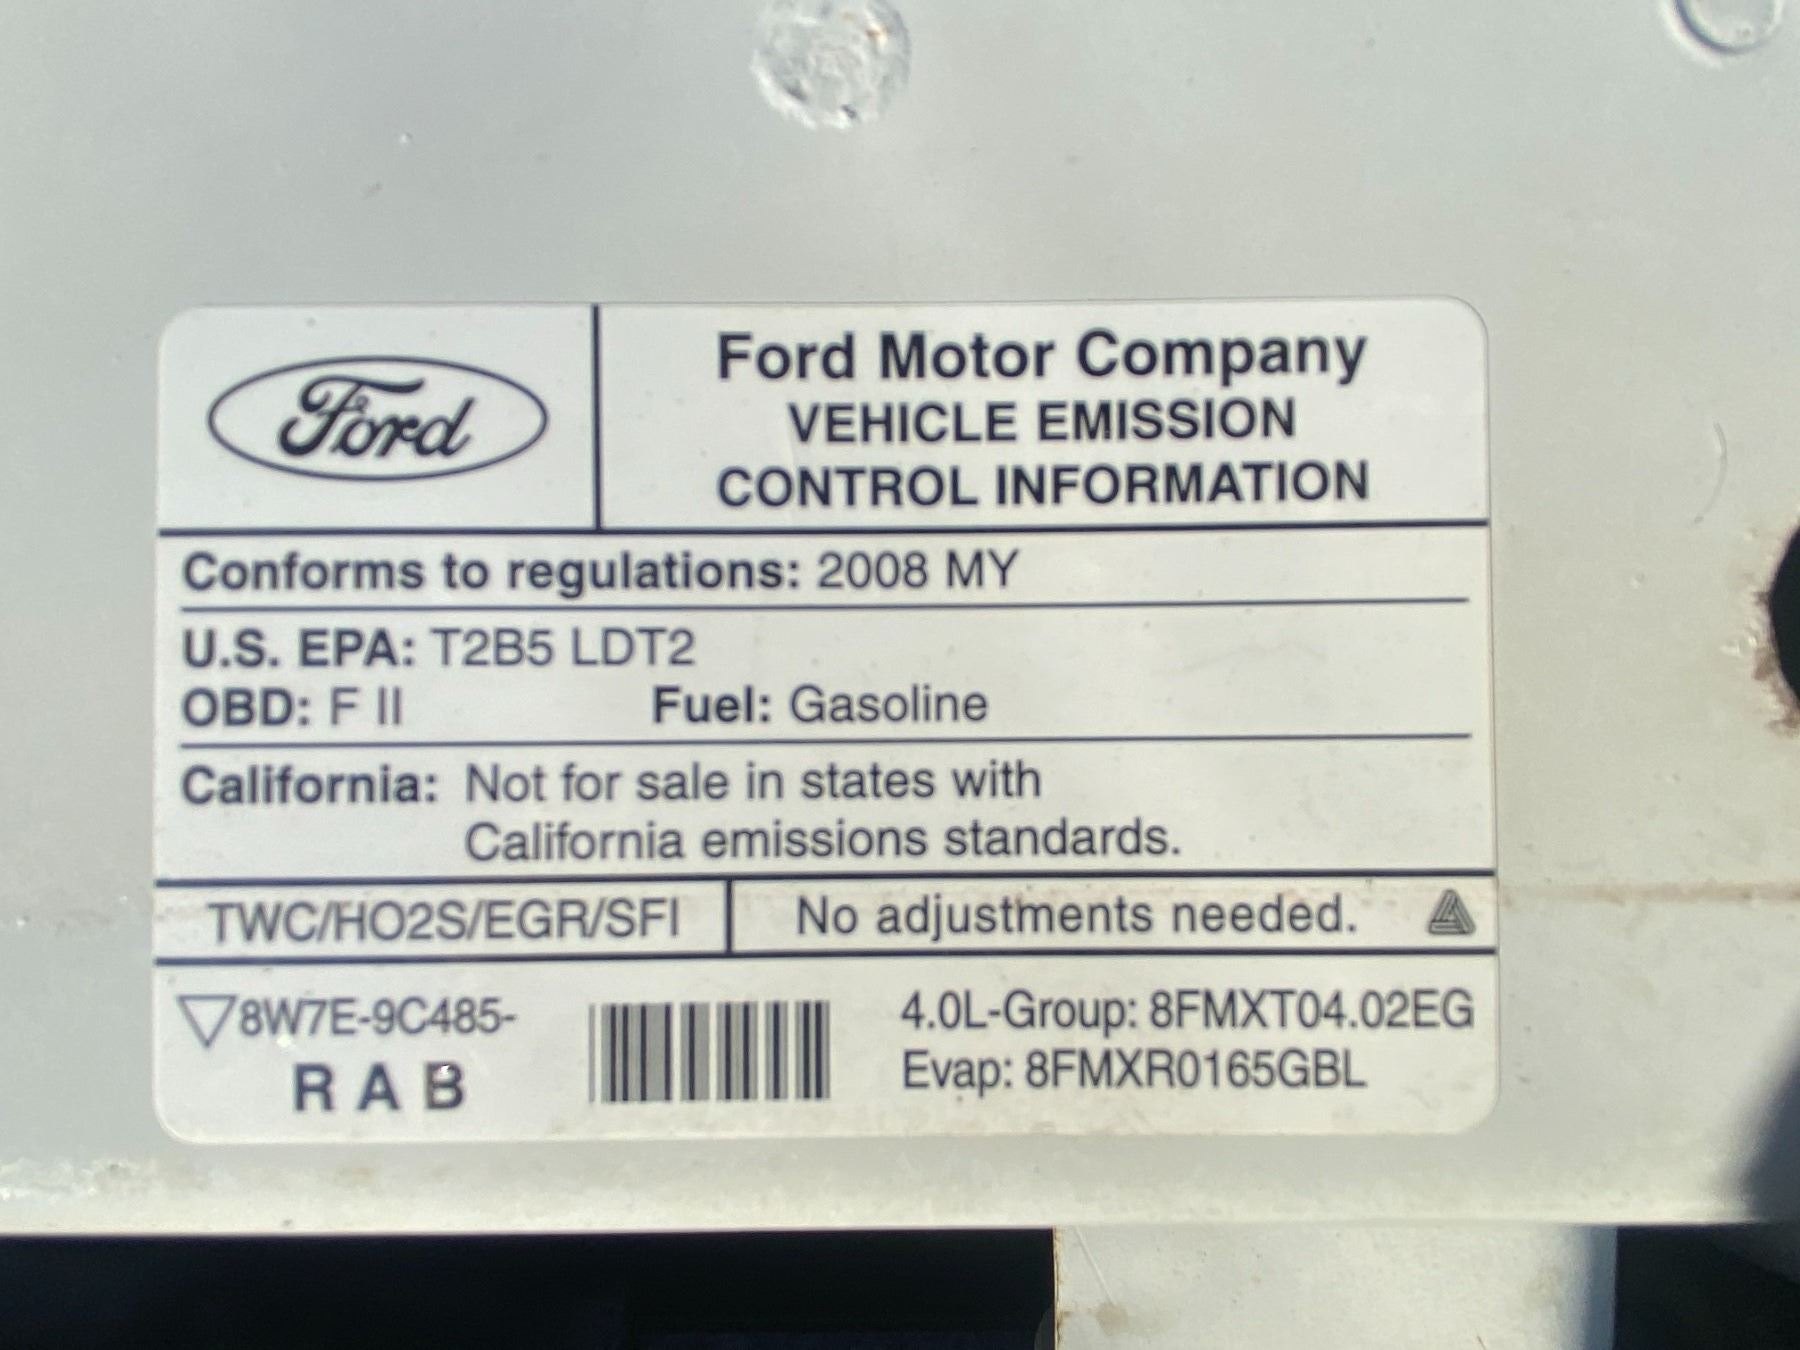 Ford
Ford Motor Company
VEHICLE EMISSION
CONTROL INFORMATION
Conforms to regulations: 2008 MY
U.S. EPA: T2B5 LDT2
OBD: F II Fuel: Gasoline
California: Not for sale in states with
California emissions standards.
TWC/HO2S/EGR/SFI No adjustments needed.
8W7E-9C485-
R A B
4.0L-Group: 8FMXT04.02EG
Evap: 8FMXR0165GBL